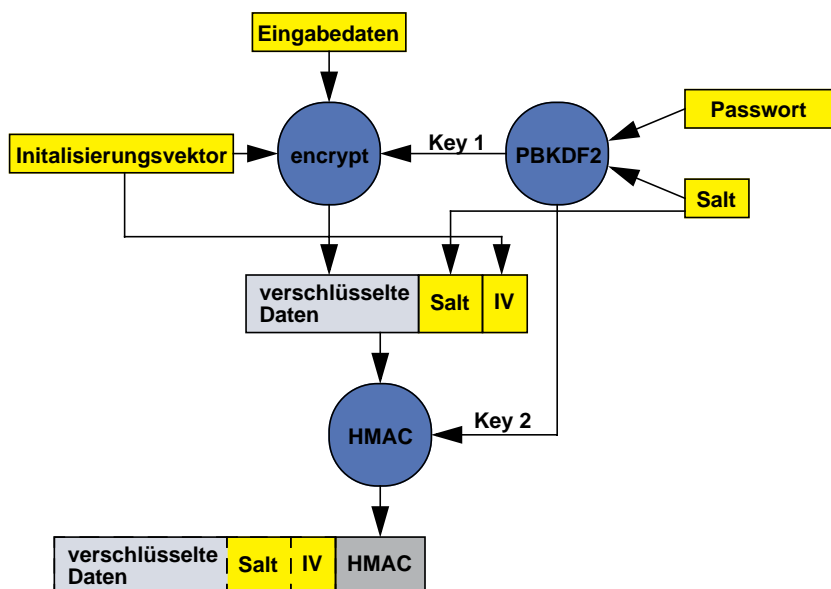 Eingabedaten
Passwort
Initalisierungsvektor
encrypt
Key 1
PBKDF2
Salt
verschlüsselte
Daten
Salt
IV
HMAC
Key 2
verschlüsselte
Daten
Salt
IV
HMAC